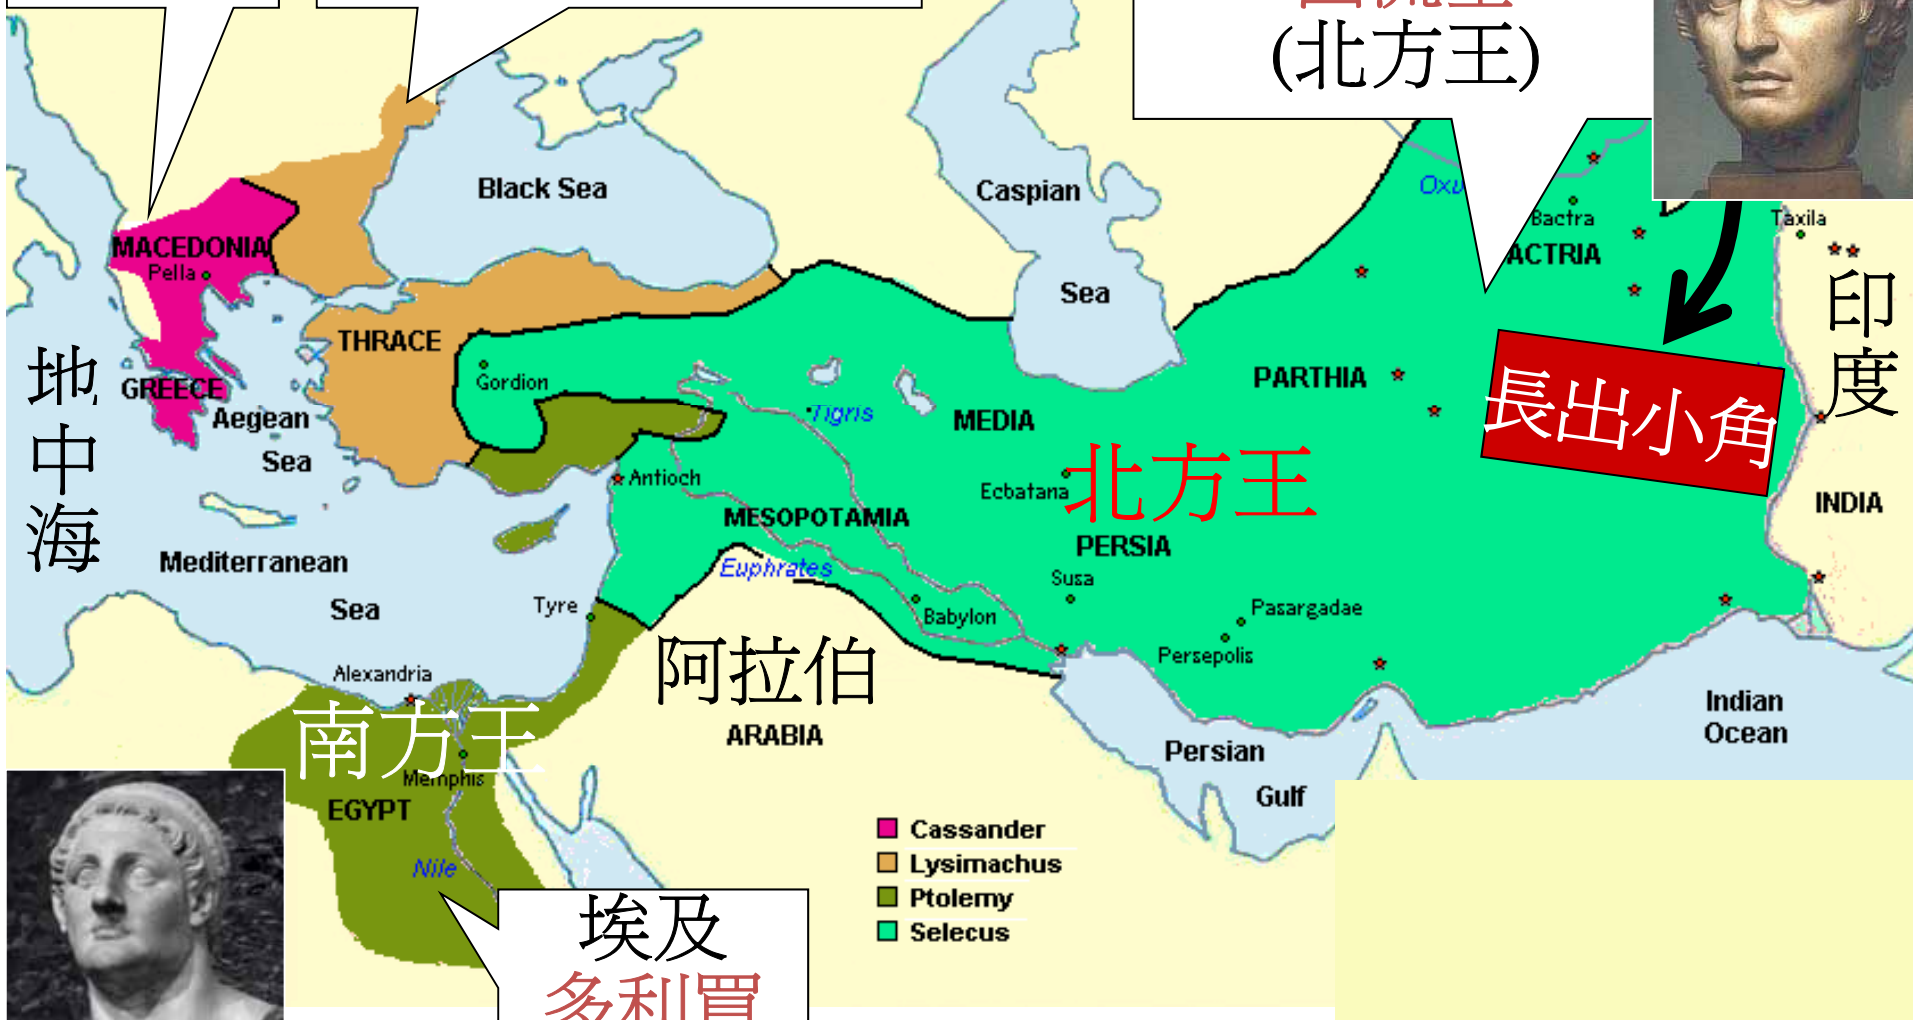 (北方王)
Black Sea
Caspian
Sea
Bactra
ACTRIA
Taxila
印度
MACEDONIA
Pella
THRACE
地中海
GREECE
Aegean
Sea
Gordion
Tigris
MEDIA
PARTHIA
長出小角
Antioch
Ecbatana
北方王
INDIA
MESOPOTAMIA
PERSIA
Mediterranean
Sea
Euphrates
Susa
Tyre
Babylon
Pasargadae
Persepolis
阿拉伯
ARABIA
Alexandria
南方王
Memphis
EGYPT
Nile
Persian
Gulf
Indian
Ocean
Cassander
Lysimachus
Ptolemy
Selecus
埃及
多利買